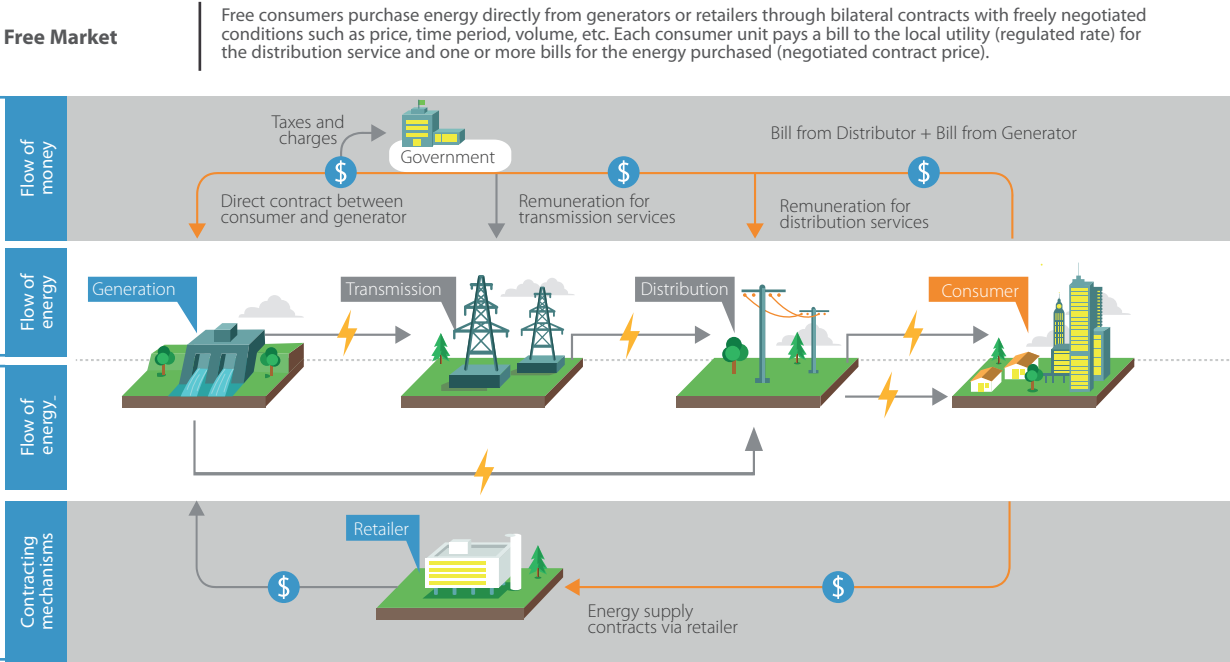 Free Market
Free consumers purchase energy directly from generators or retailers through bilateral contracts with freely negotiated
conditions such as price, time period, volume, etc. Each consumer unit pays a bill to the local utility (regulated rate) for
the distribution service and one or more bills for the energy purchased (negotiated contract price).
Flow of
money
Taxes and
charges
Government
Bill from Distributor + Bill from Generator
$
$
$
Direct contract between
consumer and generator
Remuneration for
transmission services
Remuneration for
distribution services
Flow of
energy
Generation
Transmission
Distribution
Consumer
Flow of
energy_
Contracting
mechanisms
Retailer
$
$
Energy supply
contracts via retailer